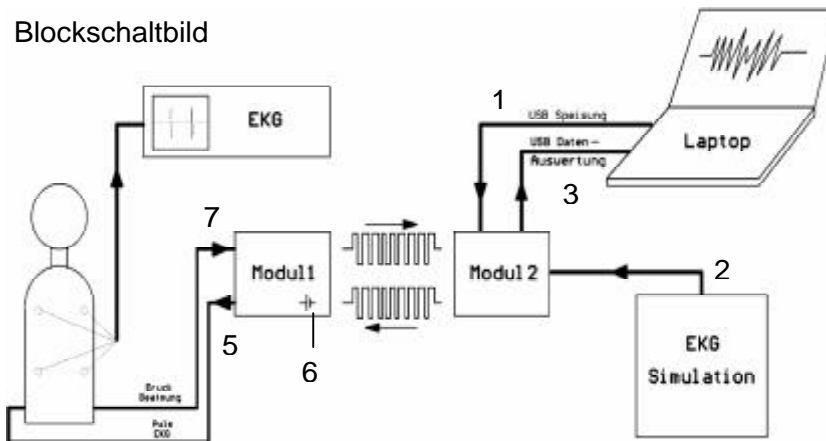 Blockschaltbild
EKG
1
USB Speisung
USB Daten-
Auswertung
3
Laptop
7
Modul1
Modul2
2
5
6
EKG
Simulation
Druck
Beatmung
Puls
EKG